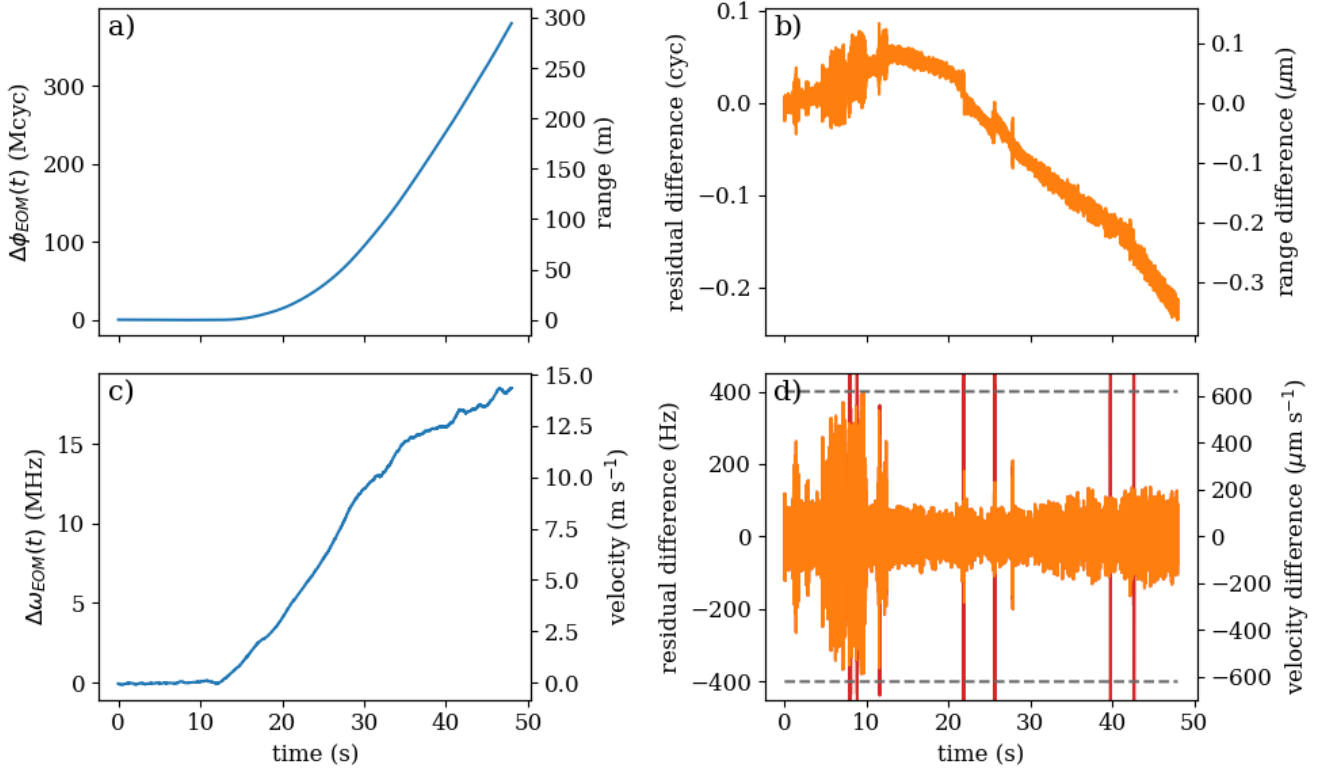 a)
Δϕ_EOM(t) (Mcyc)
300
200
100
0
300
250
200
150
100
50
0
range (m)
b)
residual difference (cyc)
0.1
0.0
−0.1
−0.2
0.1
0.0
−0.1
−0.2
−0.3
range difference (μm)
c)
Δω_EOM(t) (MHz)
15
10
5
0
15.0
12.5
10.0
7.5
5.0
2.5
0.0
velocity (m s⁻¹)
0 10 20 30 40 50
time (s)
d)
residual difference (Hz)
400
200
0
−200
−400
600
400
200
0
−200
−400
−600
velocity difference (μm s⁻¹)
0 10 20 30 40 50
time (s)